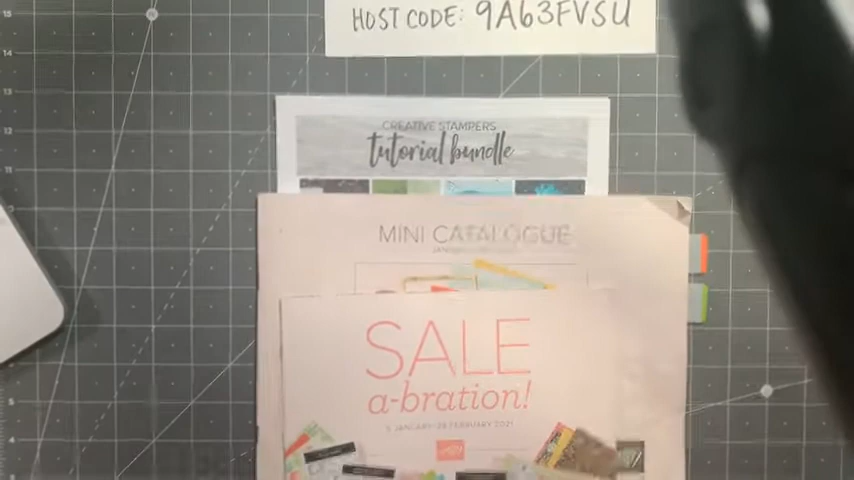 HOST CODE: 9A63FVSU
CREATIVE STAMPERS
tutorial bundle
MINI CATALOGUE
SALE
a-bration!
5 JANUARY-28 FEBRUARY 2021